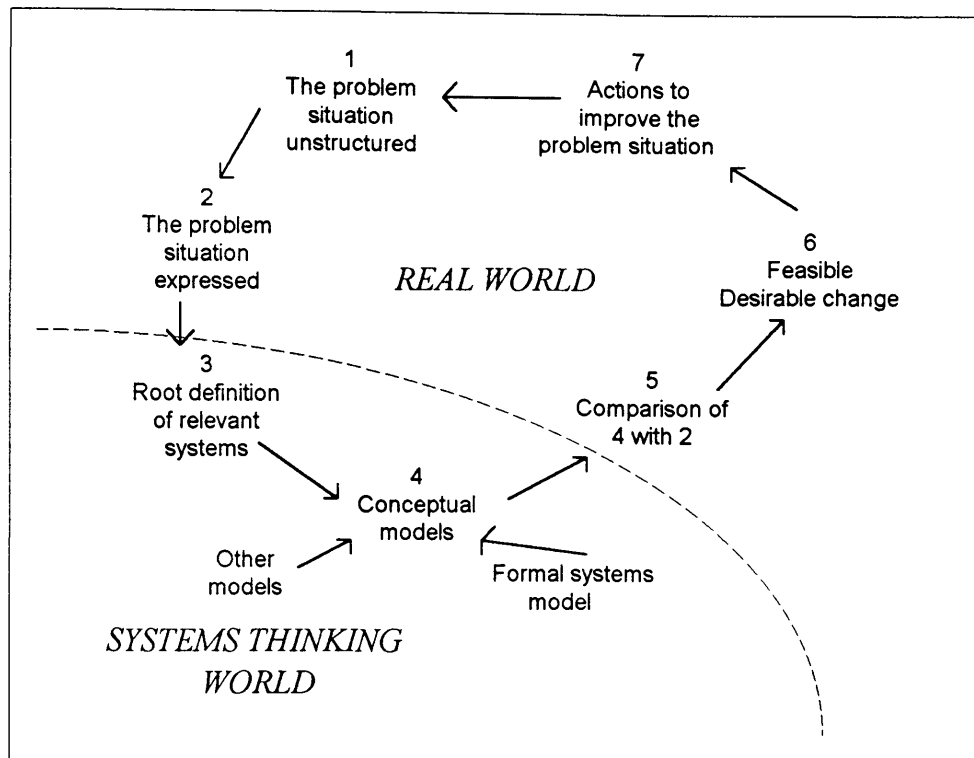 1
The problem
situation
unstructured
7
Actions to
improve the
problem situation
2
The problem
situation
expressed
REAL WORLD
6
Feasible
Desirable change
3
Root definition
of relevant
systems
5
Comparison of
4 with 2
4
Conceptual
models
Other
models
Formal systems
model
SYSTEMS THINKING
WORLD